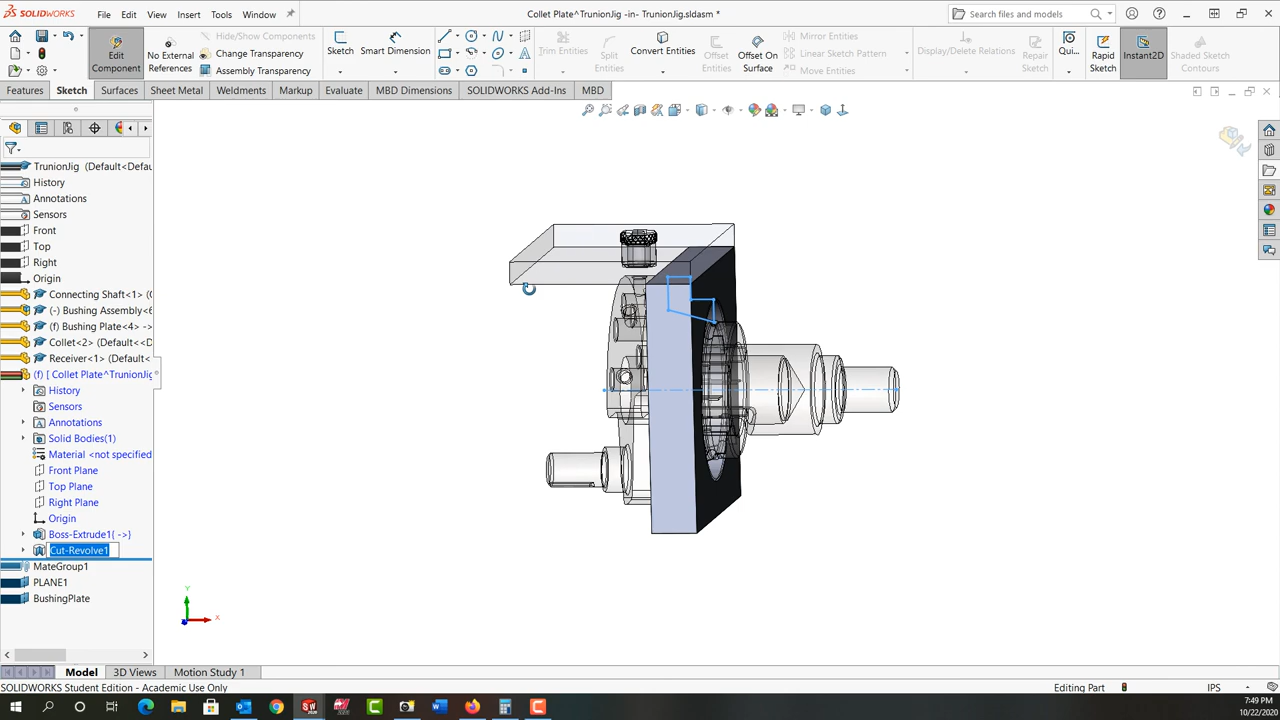 SOLIDWORKS
File
Edit
View
Insert
Tools
Window
Collet Plate^TrunionJig -in- TrunionJig.sldasm *
Search files and models
Edit Component
No External References
Hide/Show Components
Change Transparency
Assembly Transparency
Sketch
Smart Dimension
Trim Entities
Split Entities
Convert Entities
Offset Entities
Offset On Surface
Mirror Entities
Linear Sketch Pattern
Move Entities
Display/Delete Relations
Repair Sketch
Qui...
Rapid Sketch
Instant2D
Shaded Sketch Contours
Features
Sketch
Surfaces
Sheet Metal
Weldments
Markup
Evaluate
MBD Dimensions
SOLIDWORKS Add-Ins
MBD
TrunionJig (Default<Defau
History
Annotations
Sensors
Front
Top
Right
Origin
Connecting Shaft<1> (
(-) Bushing Assembly<6
(f) Bushing Plate<4> ->
Collet<2> (Default<<D
Receiver<1> (Default<
(f) [ Collet Plate^TrunionJig
History
Sensors
Annotations
Solid Bodies(1)
Material <not specified
Front Plane
Top Plane
Right Plane
Origin
Boss-Extrude1{ ->}
Cut-Revolve1
MateGroup1
PLANE1
BushingPlate
Y
X
Model
3D Views
Motion Study 1
SOLIDWORKS Student Edition - Academic Use Only
Editing Part
IPS
7:49 PM
10/22/2020